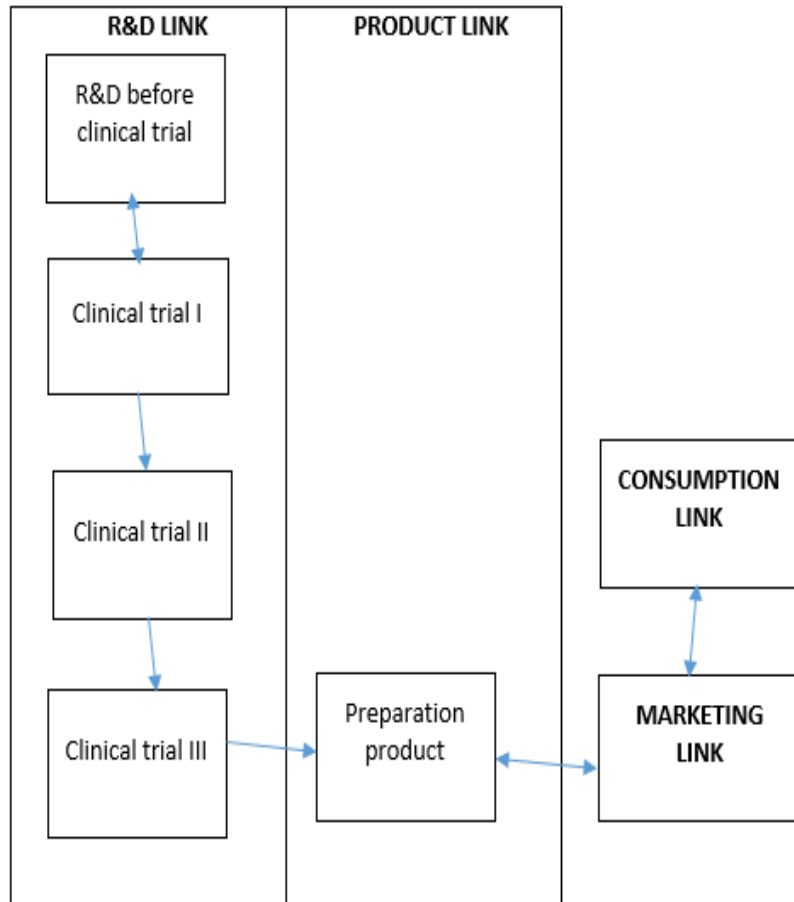 R&D LINK
PRODUCT LINK
R&D before
clinical trial
Clinical trial I
Clinical trial II
Clinical trial III
Preparation
product
CONSUMPTION
LINK
MARKETING
LINK